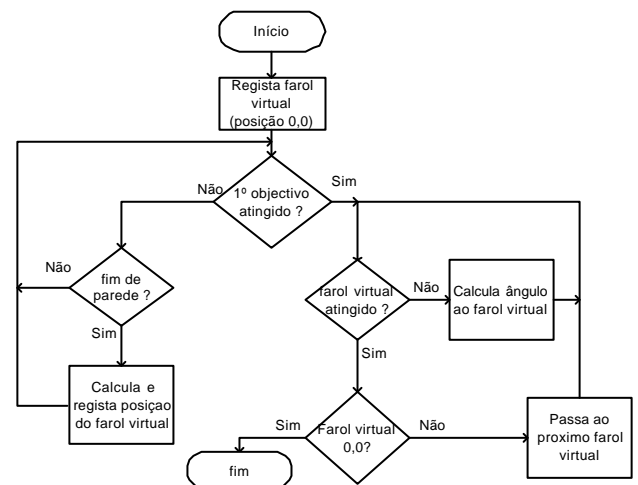 Início
Regista farol
virtual
(posição 0,0)
Não
1º objectivo
atingido ?
Sim
Não
fim de
parede ?
Sim
farol virtual
atingido ?
Não
Calcula ângulo
ao farol virtual
Sim
Calcula e
regista posiçao
do farol virtual
Sim
Farol virtual
0,0?
Não
Passa ao
proximo farol
virtual
fim